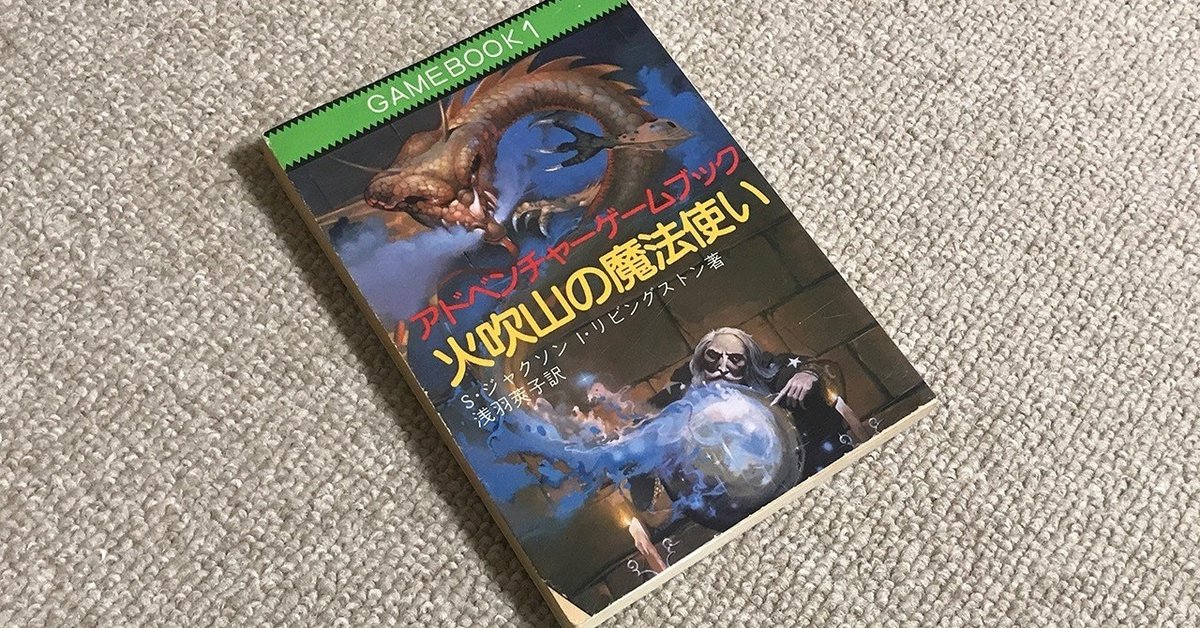 GAMEBOOK 1
アドベンチャーゲームブック
火吹山の魔法使い
S・ジャクソン I・リビングストン著
浅羽莢子訳